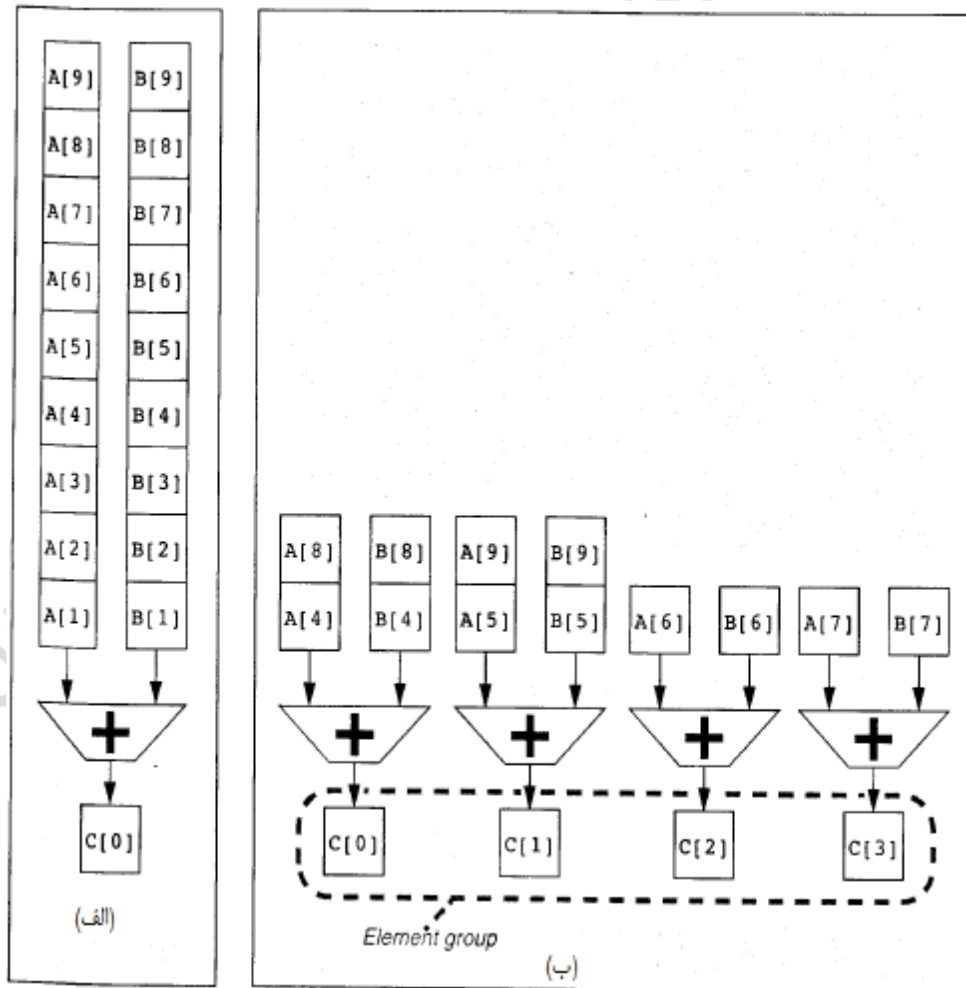 A[9] B[9]
A[8] B[8]
A[7] B[7]
A[6] B[6]
A[5] B[5]
A[4] B[4]
A[3] B[3]
A[2] B[2]
A[1] B[1]
+
C[0]
(الف)
A[8] B[8] A[9] B[9]
A[4] B[4] A[5] B[5] A[6] B[6] A[7] B[7]
+ + + +
C[0] C[1] C[2] C[3]
Element group
(ب)